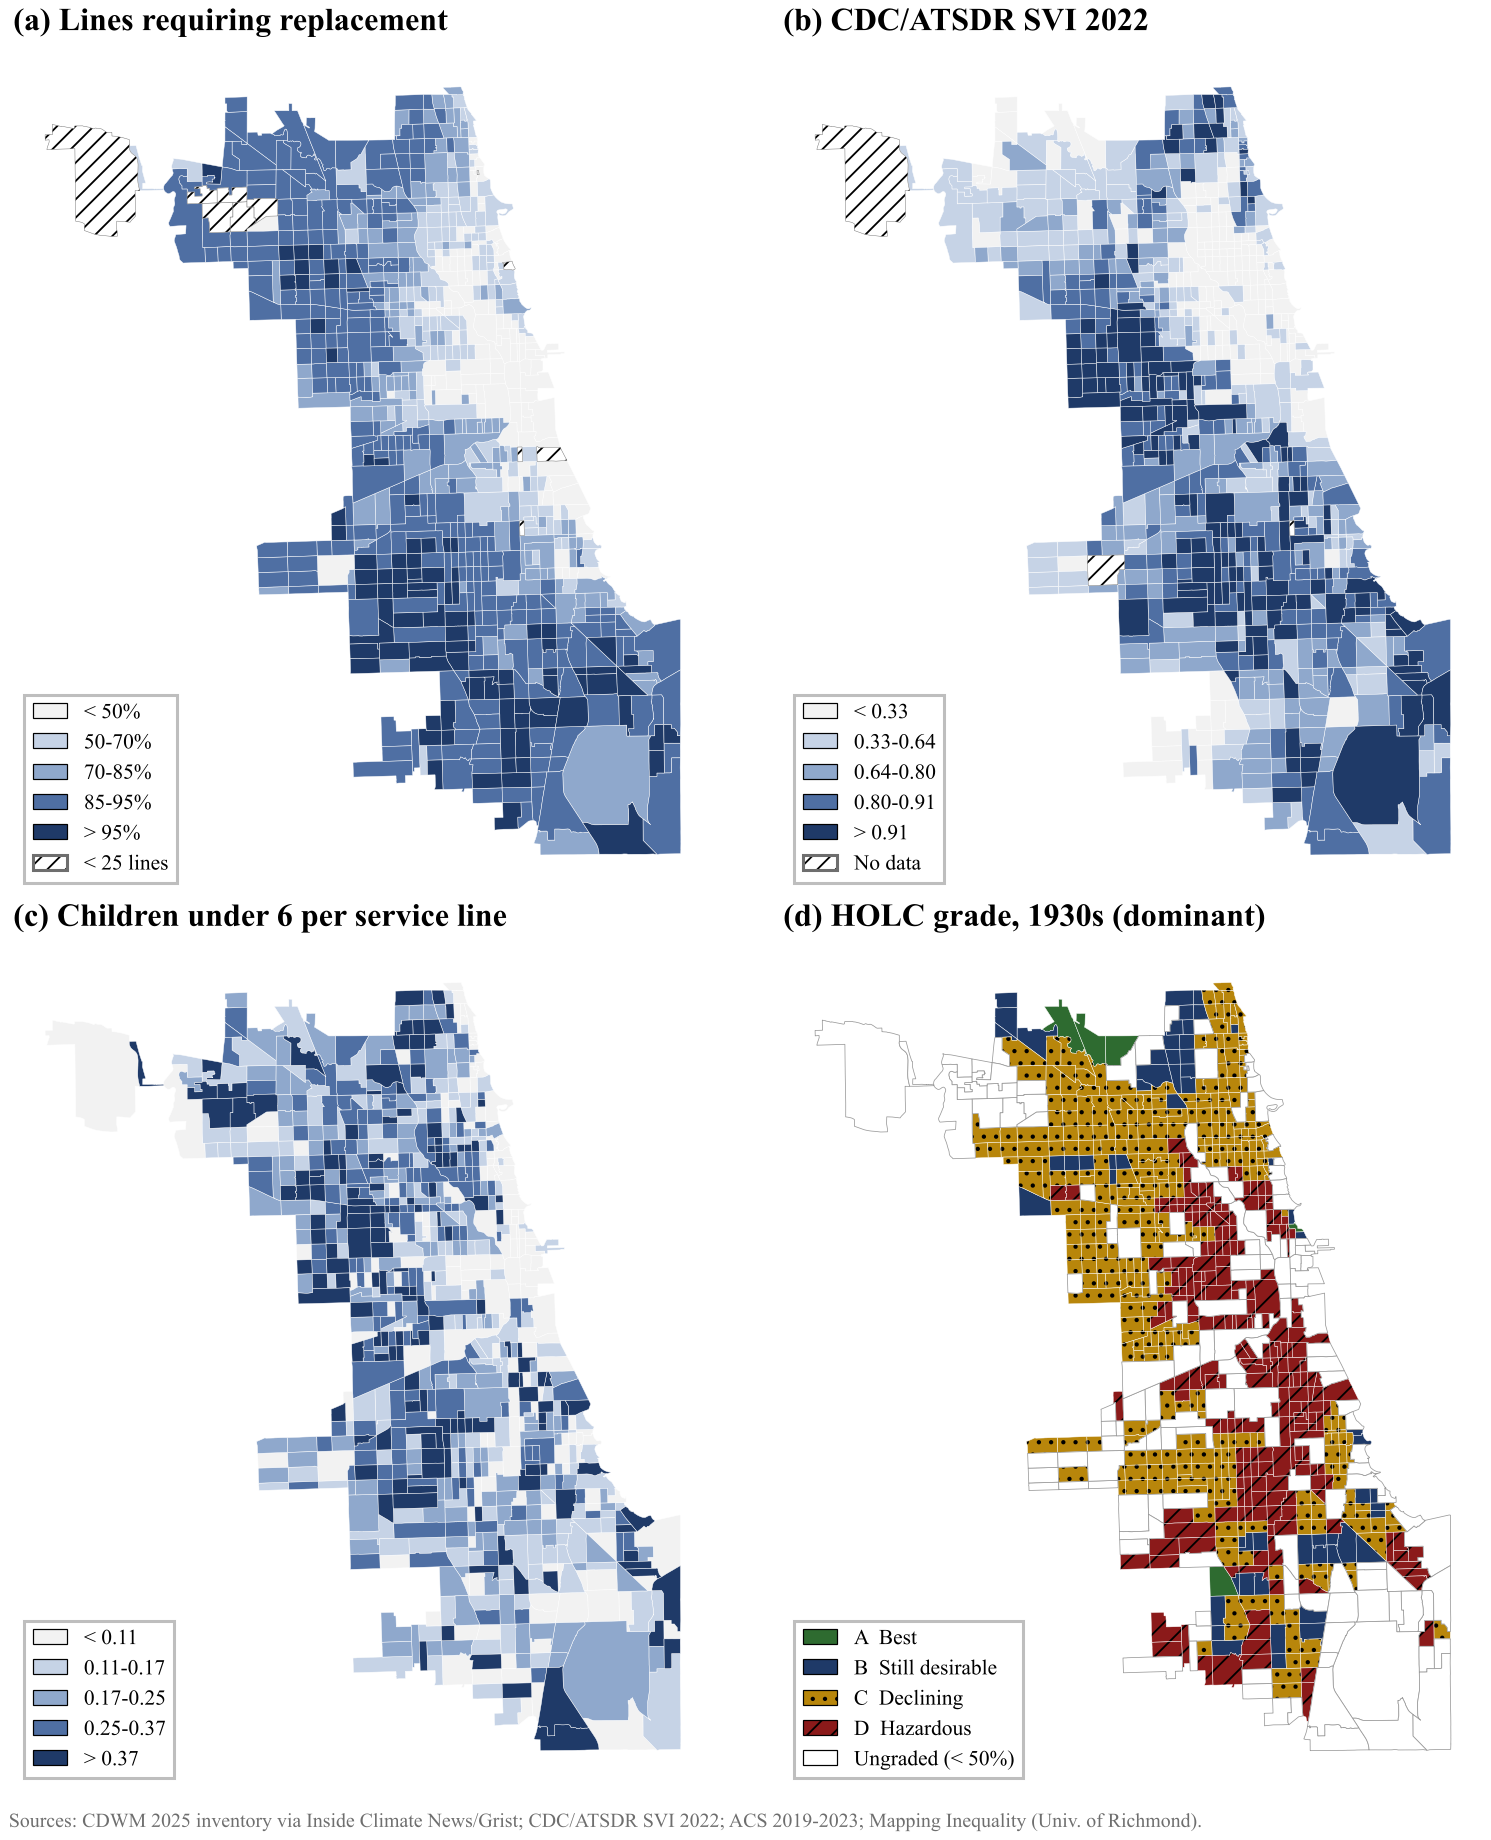 (a) Lines requiring replacement
(b) CDC/ATSDR SVI 2022
< 50%
50-70%
70-85%
85-95%
> 95%
< 25 lines
< 0.33
0.33-0.64
0.64-0.80
0.80-0.91
> 0.91
No data
(c) Children under 6 per service line
(d) HOLC grade, 1930s (dominant)
< 0.11
0.11-0.17
0.17-0.25
0.25-0.37
> 0.37
A Best
B Still desirable
C Declining
D Hazardous
Ungraded (< 50%)
Sources: CDWM 2025 inventory via Inside Climate News/Grist; CDC/ATSDR SVI 2022; ACS 2019-2023; Mapping Inequality (Univ. of Richmond).